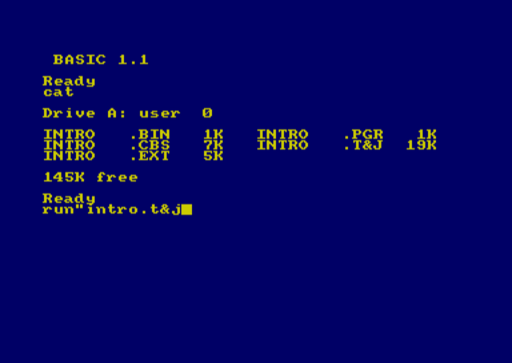 BASIC 1.1
Ready
cat
Drive A: user  0
INTRO   .BIN   1K   INTRO   .PGR   1K
INTRO   .CBS   7K   INTRO   .T&J  19K
INTRO   .EXT   5K
145K free
Ready
run"intro.t&j